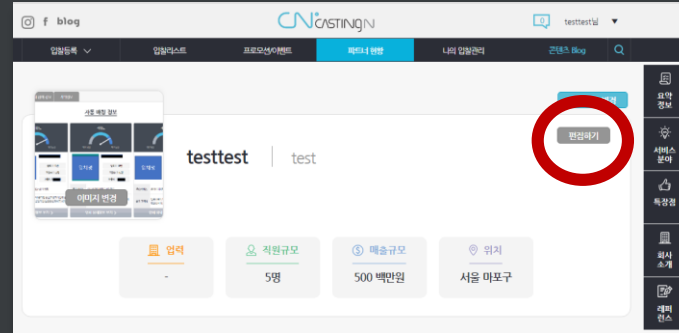 f blog
CN CASTINGN
0 testtest님 ▼
입찰등록 입찰리스트 프로모션/이벤트 파트너 현황 나의 입찰관리 콘텐츠 Blog
요약
정보
편집하기
서비스
분야
testtest test
이미지 변경
특장점
업력 직원규모 매출규모 위치
- 5명 500 백만원 서울 마포구
회사
소개
레퍼
런스